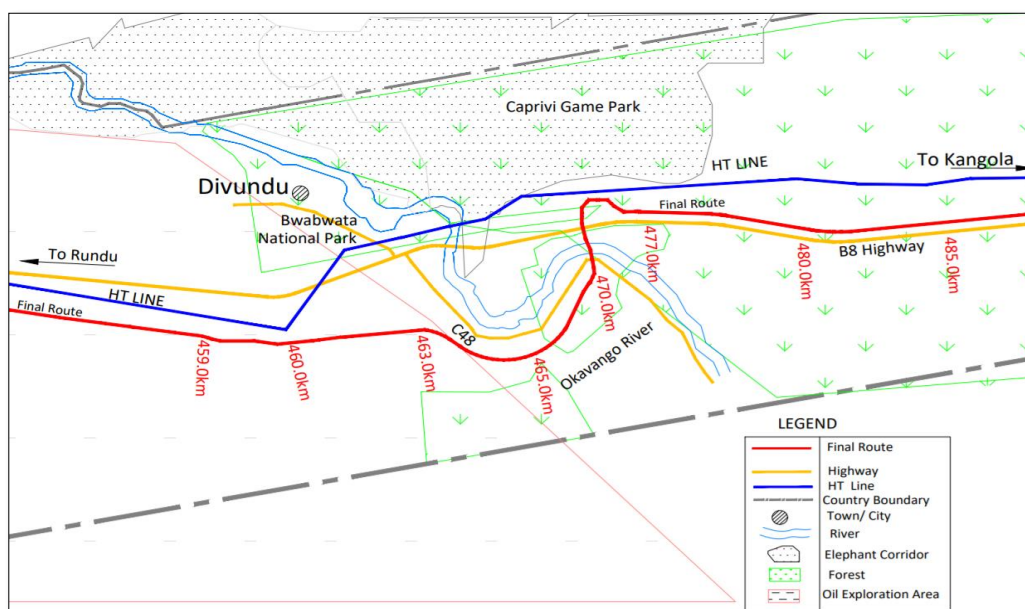 Caprivi Game Park
HT LINE
To Kangola
Divundu
Final Route
Bwabwata
National Park
To Rundu
477.0km
480.0km
B8 Highway
485.0km
HT LINE
470.0km
Final Route
C48
459.0km
460.0km
463.0km
465.0km
Okavango River
LEGEND
Final Route
Highway
HT Line
Country Boundary
Town/ City
River
Elephant Corridor
Forest
Oil Exploration Area